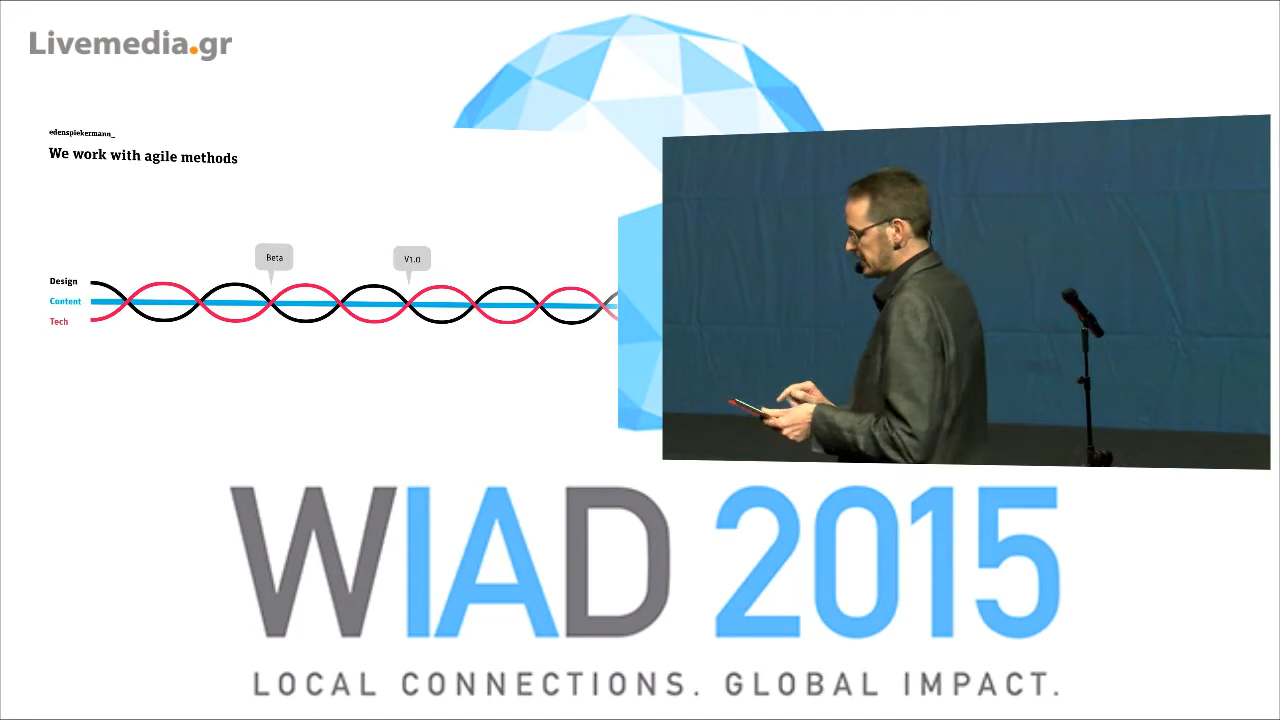 Livemedia.gr
edenspiekermann_
We work with agile methods
Beta
V1.0
Design
Content
Tech
WIAD 2015
LOCAL CONNECTIONS. GLOBAL IMPACT.